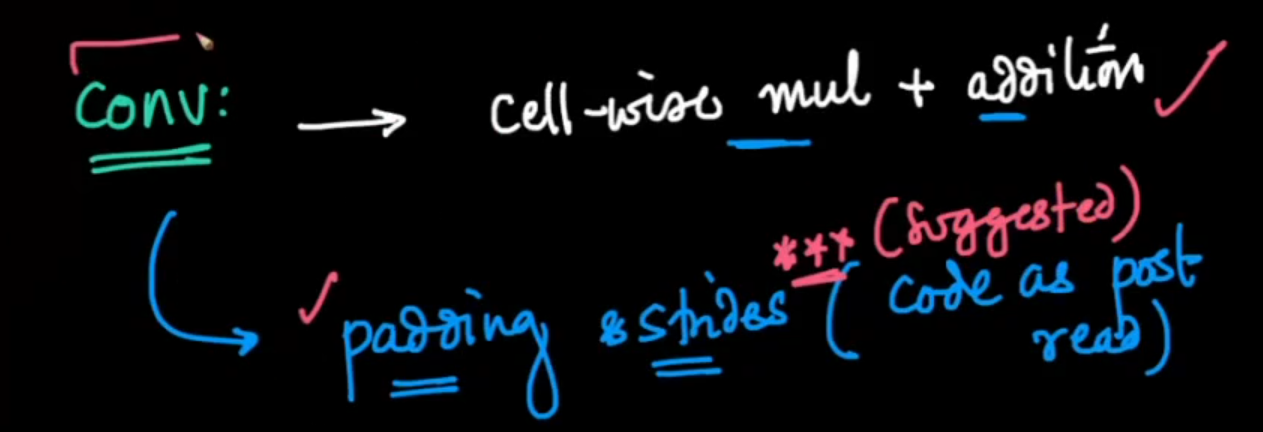 Conv: → cell-wise mul + addition ✓
*** (Suggested)
✓ padding & strides ( code as post
read)